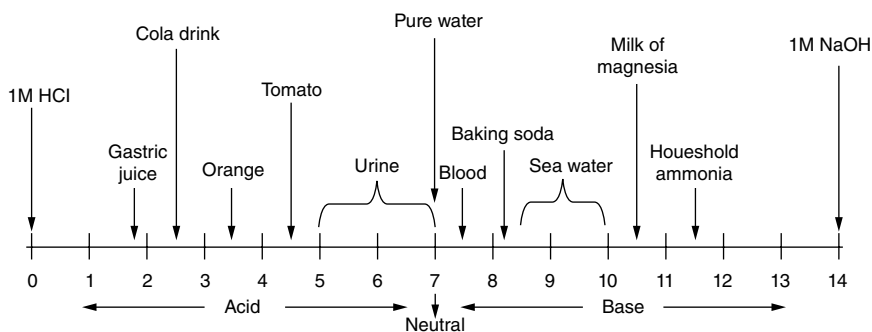 Pure water
Cola drink
Milk of
magnesia
1M NaOH
1M HCl
Tomato
Gastric
juice
Orange
Urine
Blood
Baking soda
Sea water
Houeshold
ammonia
0 1 2 3 4 5 6 7 8 9 10 11 12 13 14
Acid
Neutral
Base